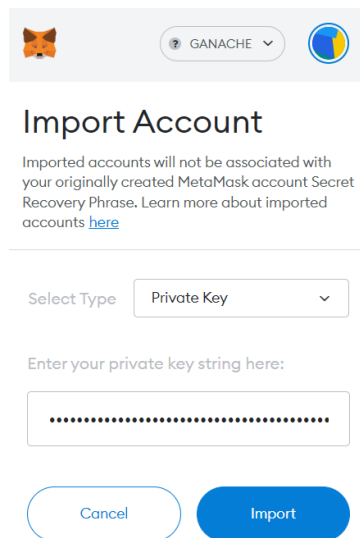 GANACHE
Import Account
Imported accounts will not be associated with
your originally created MetaMask account Secret
Recovery Phrase. Learn more about imported
accounts here
Select Type Private Key
Enter your private key string here:
••••••••••••••••••••••••••••••••••••••••
Cancel Import